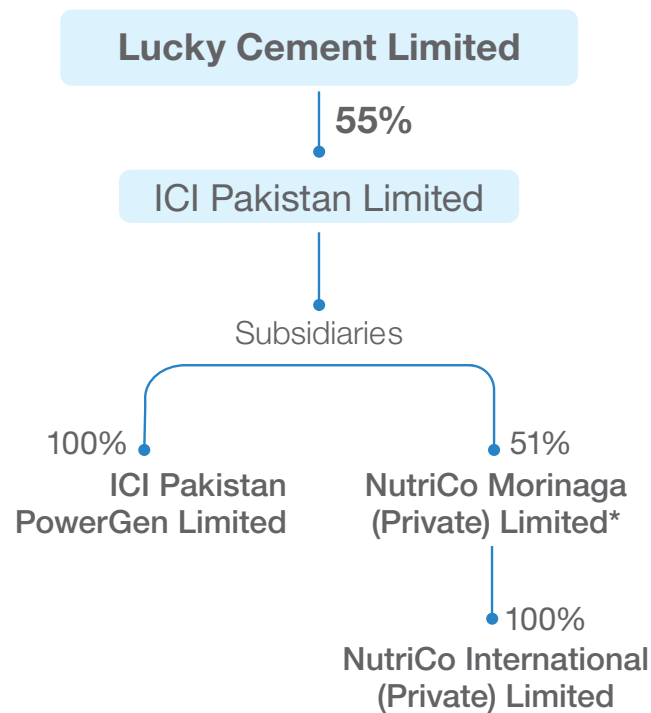 Lucky Cement Limited
55%
ICI Pakistan Limited
Subsidiaries
100%
ICI Pakistan
PowerGen Limited
51%
NutriCo Morinaga
(Private) Limited*
100%
NutriCo International
(Private) Limited